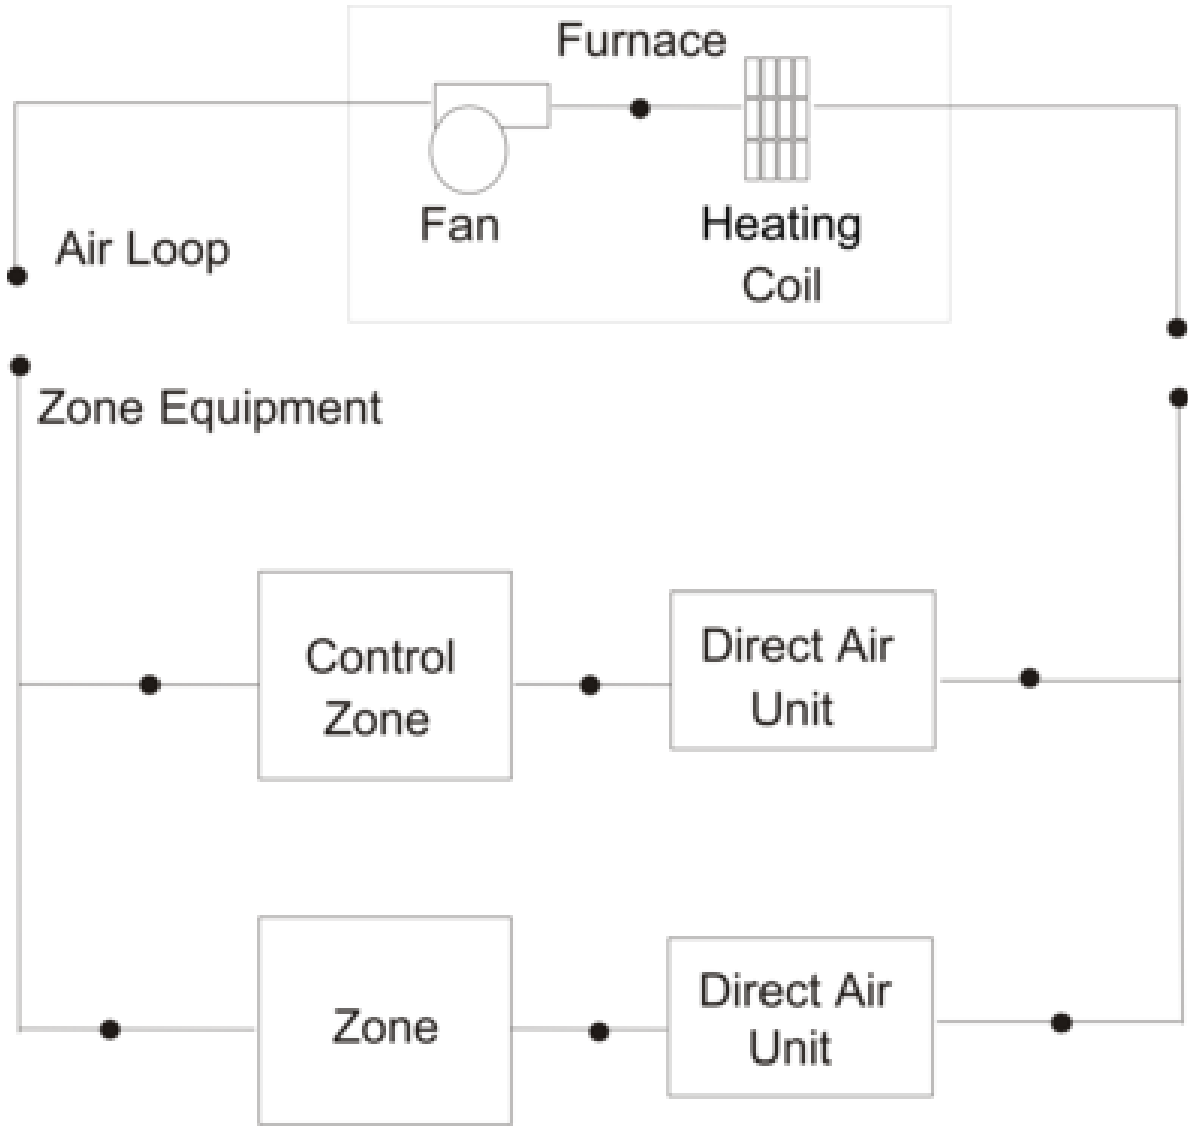 Furnace
Fan
Heating
Coil
Air Loop
Zone Equipment
Control
Zone
Direct Air
Unit
Zone
Direct Air
Unit